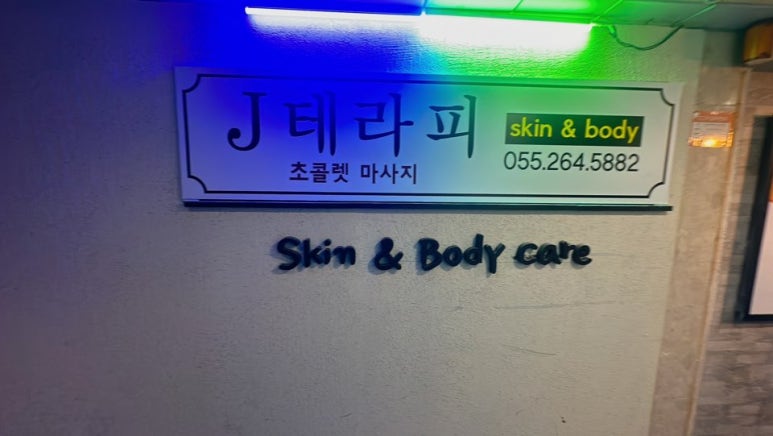 J 테라피
초콜렛 마사지
skin & body
055.264.5882
Skin & Body care